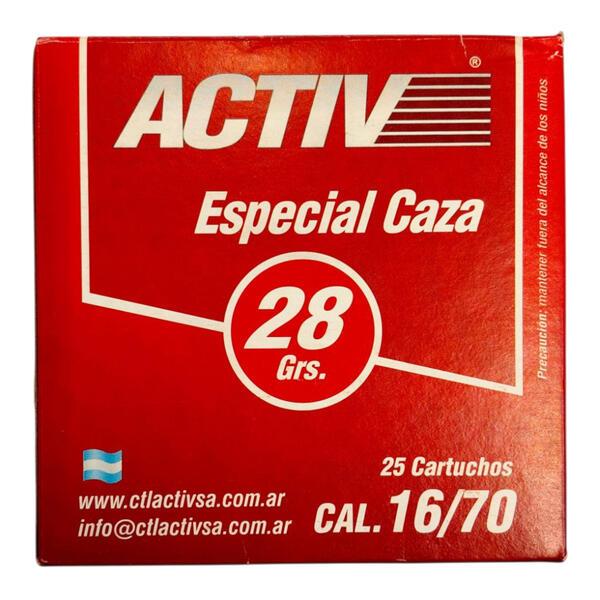 ACTIV®
Especial Caza
28
Grs.
Precaución: mantener fuera del alcance de los niños
25 Cartuchos
CAL. 16/70
www.ctlactivsa.com.ar
info@ctlactivsa.com.ar